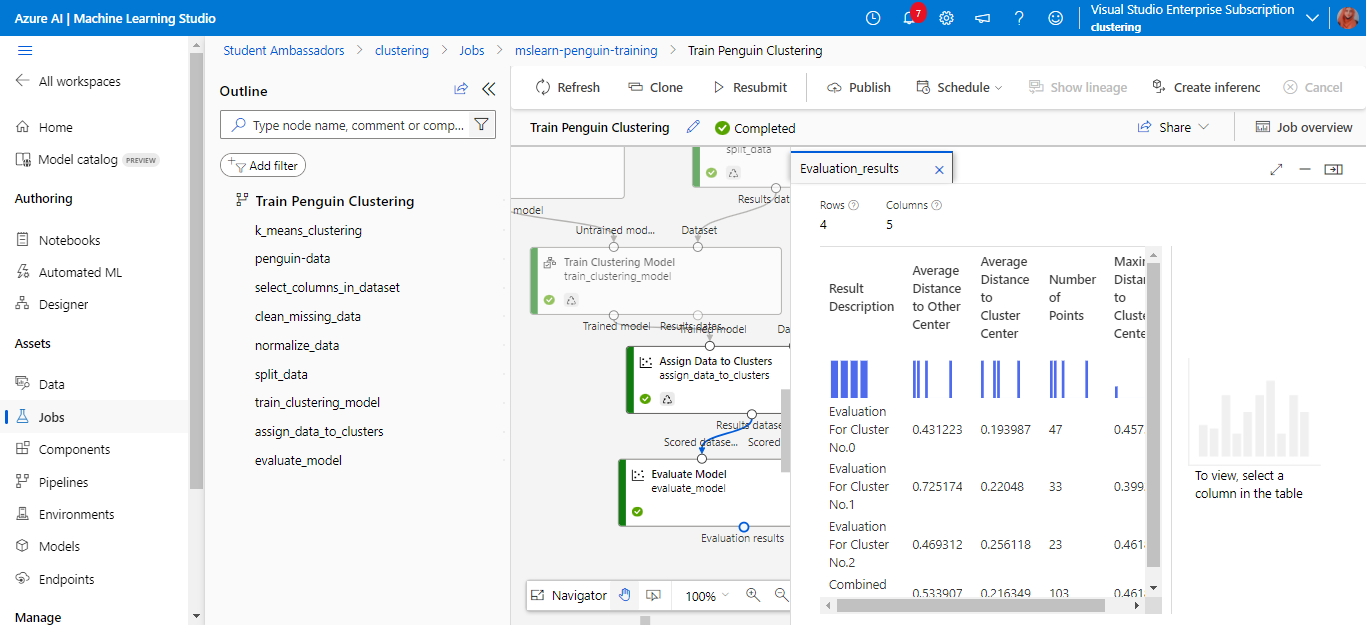 Azure AI | Machine Learning Studio
7
Visual Studio Enterprise Subscription
clustering
All workspaces
Home
Model catalog PREVIEW
Authoring
Notebooks
Automated ML
Designer
Assets
Data
Jobs
Components
Pipelines
Environments
Models
Endpoints
Manage
Student Ambassadors > clustering > Jobs > mslearn-penguin-training > Train Penguin Clustering
Outline
Type node name, comment or comp...
Add filter
Train Penguin Clustering
k_means_clustering
penguin-data
select_columns_in_dataset
clean_missing_data
normalize_data
split_data
train_clustering_model
assign_data_to_clusters
evaluate_model
Refresh
Clone
Resubmit
Publish
Schedule
Show lineage
Create inferenc
Cancel
Train Penguin Clustering
Completed
Share
Job overview
split_data
Results dat
model
Untrained mod...
Dataset
Train Clustering Model
train_clustering_model
Trained model
Results datas...
Trained model
Da
Assign Data to Clusters
assign_data_to_clusters
Results datase
Scored datase...
Scored
Evaluate Model
evaluate_model
Evaluation results
Navigator
100%
Evaluation_results
Rows
Columns
4
5
Result
Description
Average
Distance
to Other
Center
Average
Distance
to
Cluster
Center
Number
of
Points
Maxim
Distan
to
Cluste
Cente
Evaluation
For Cluster
No.0
0.431223 0.193987 47 0.457
Evaluation
For Cluster
No.1
0.725174 0.22048 33 0.399
Evaluation
For Cluster
No.2
0.469312 0.256118 23 0.461
Combined
0.533907 0.216349 103 0.461
To view, select a
column in the table